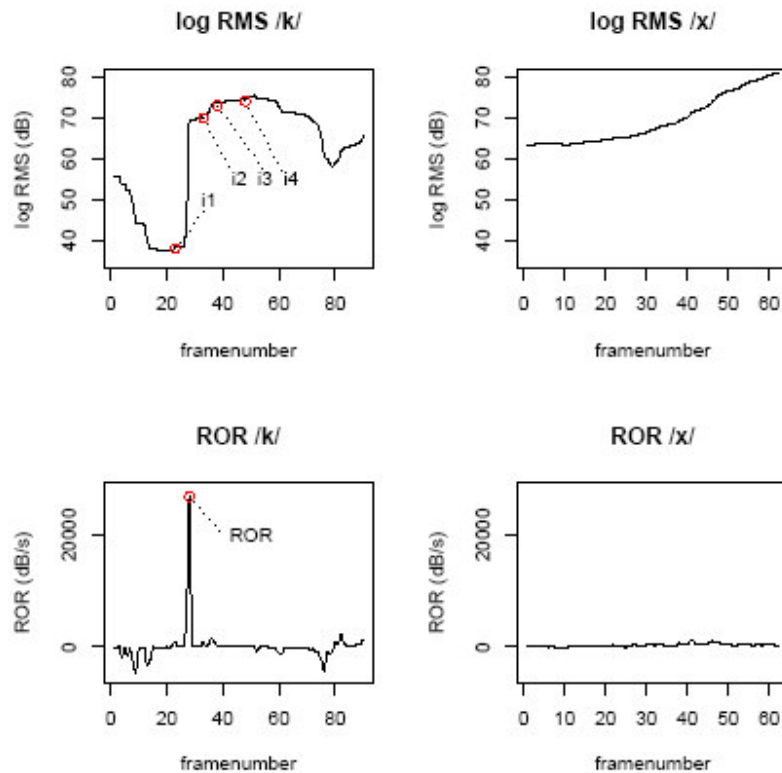 log RMS /k/
log RMS (dB)
80
70
60
50
40
i1
i2
i3
i4
0
20
40
60
80
framenumber
log RMS /x/
log RMS (dB)
80
70
60
50
40
0
10
20
30
40
50
60
framenumber
ROR /k/
ROR (dB/s)
20000
0
ROR
0
20
40
60
80
framenumber
ROR /x/
ROR (dB/s)
20000
0
0
10
20
30
40
50
60
framenumber